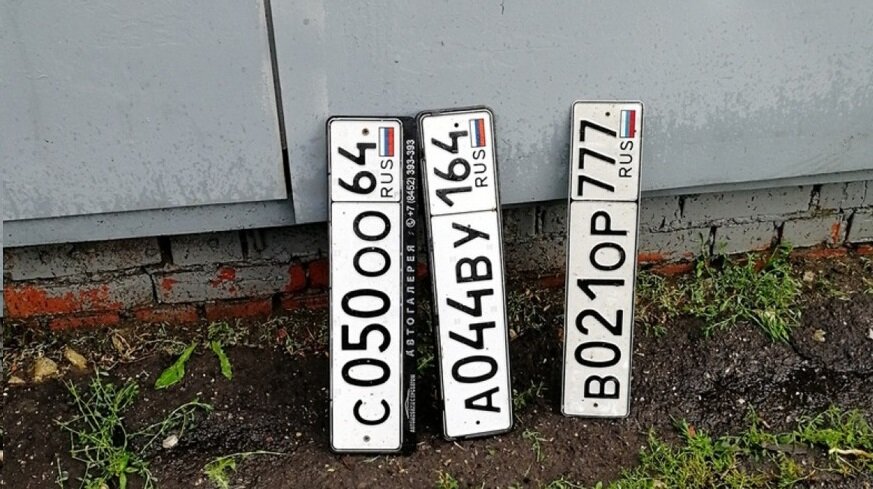 С050ОО 64
RUS
АВТОГАЛЕРЕЯ +7 (8452) 393-393
А044ВУ 164
RUS
В021ОР 777
RUS